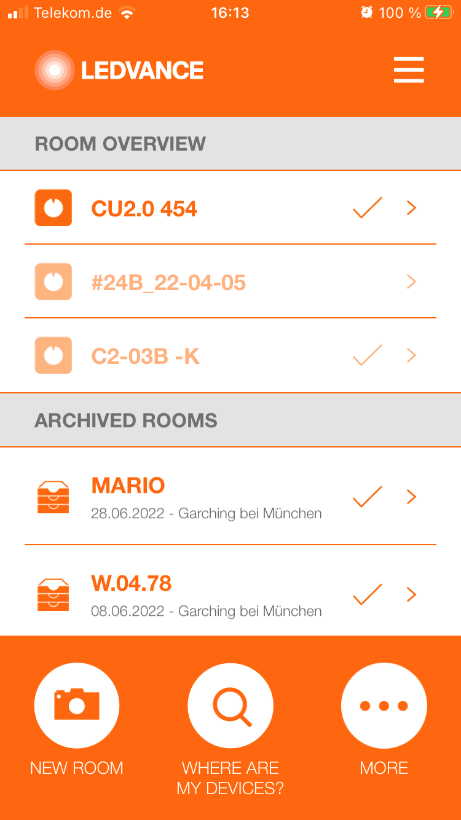 Telekom.de 16:13 100 %
LEDVANCE
ROOM OVERVIEW
CU2.0 454
#24B_22-04-05
C2-03B -K
ARCHIVED ROOMS
MARIO
28.06.2022 - Garching bei München
W.04.78
08.06.2022 - Garching bei München
NEW ROOM
WHERE ARE
MY DEVICES?
MORE